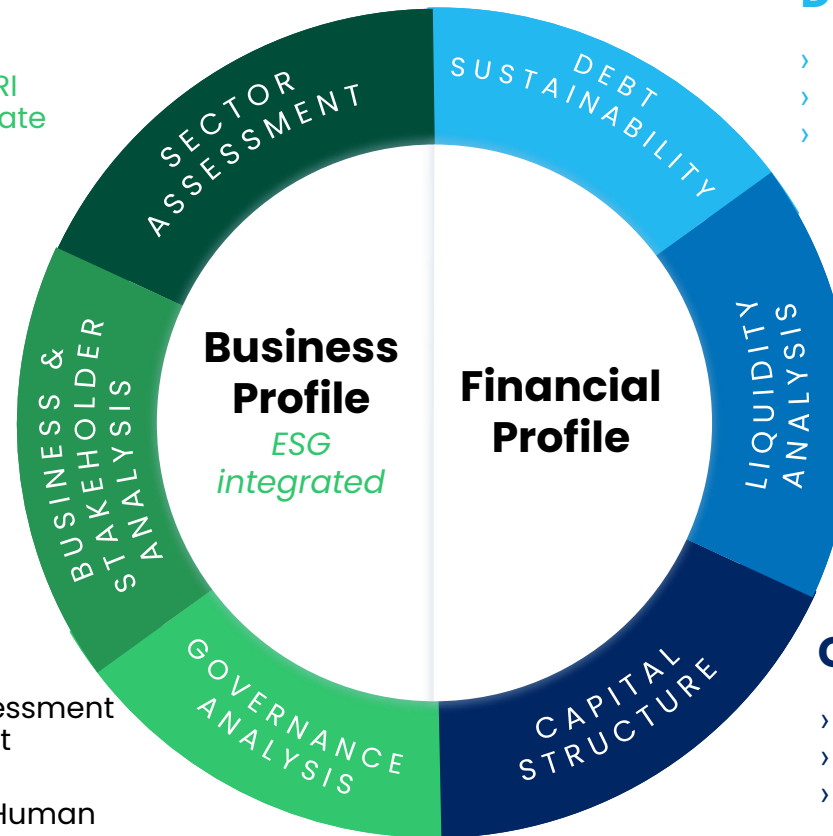 RI
ate
SECTOR
ASSESSMENT
DEBT
SUSTAINABILITY
LIQUIDITY
ANALYSIS
BUSINESS &
STAKEHOLDER
ANALYSIS
Business
Profile
ESG
integrated
Financial
Profile
GOVERNANCE
ANALYSIS
CAPITAL
STRUCTURE
essment
t
Human